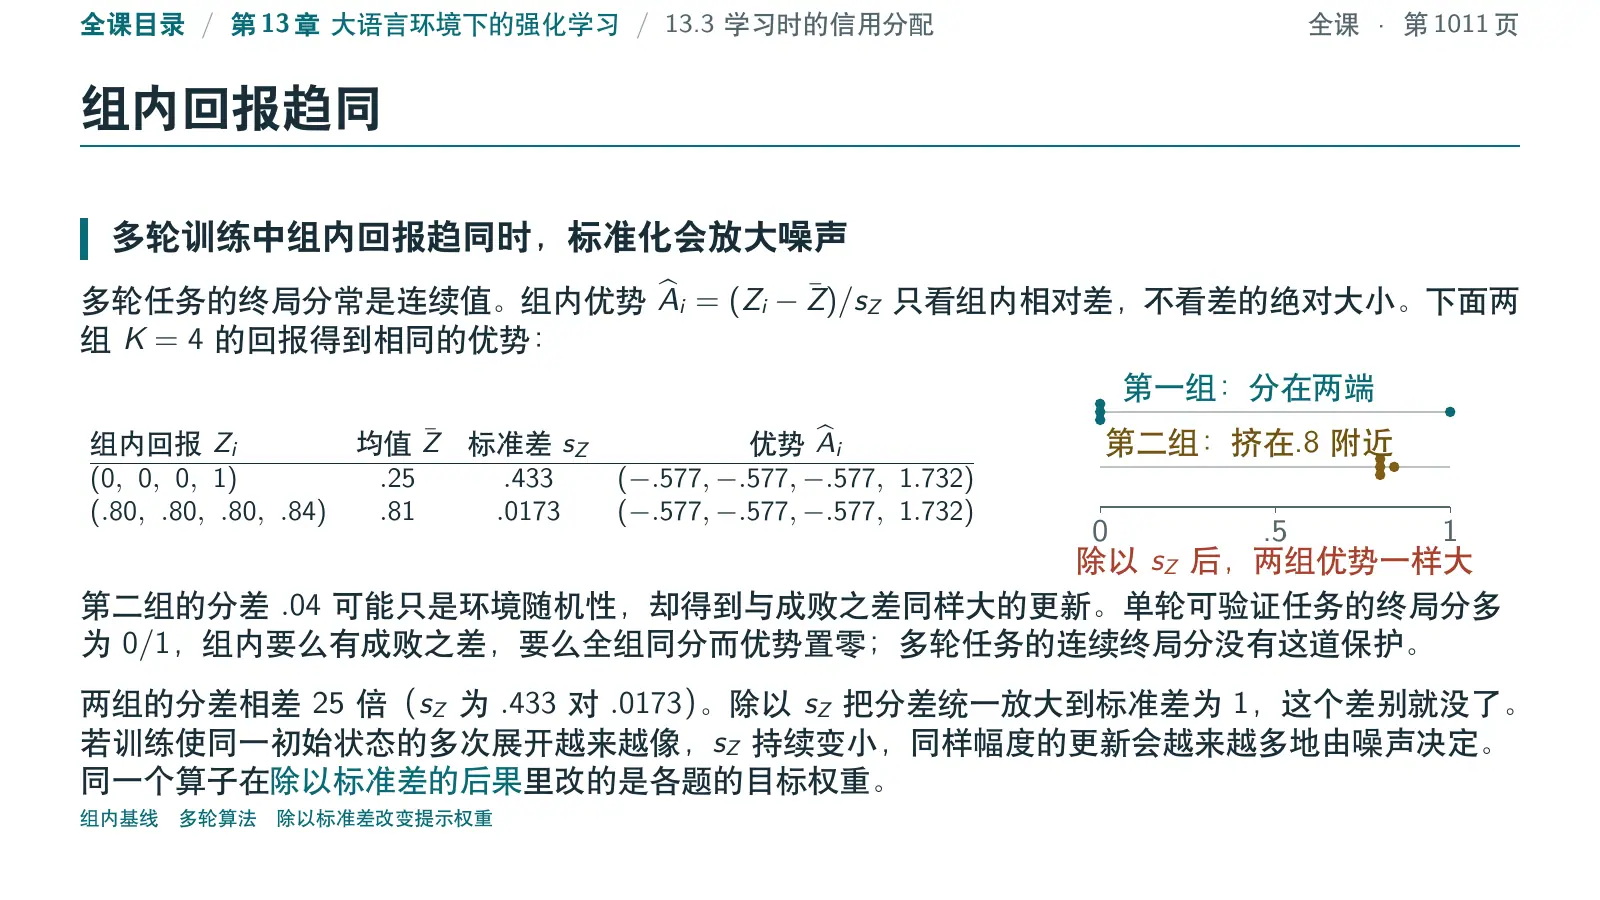 全课目录 / 第13章 大语言环境下的强化学习 / 13.3 学习时的信用分配
全课 · 第1011页
组内回报趋同
多轮训练中组内回报趋同时，标准化会放大噪声
多轮任务的终局分常是连续值。组内优势 Âᵢ = (Zᵢ − Z̄)/s_Z 只看组内相对差，不看差的绝对大小。下面两
组 K = 4 的回报得到相同的优势：
组内回报 Zᵢ 均值 Z̄ 标准差 s_Z 优势 Âᵢ
(0, 0, 0, 1) .25 .433 (−.577, −.577, −.577, 1.732)
(.80, .80, .80, .84) .81 .0173 (−.577, −.577, −.577, 1.732)
第一组：分在两端
第二组：挤在.8 附近
0 .5 1
除以 s_Z 后，两组优势一样大
第二组的分差 .04 可能只是环境随机性，却得到与成败之差同样大的更新。单轮可验证任务的终局分多
为 0/1，组内要么有成败之差，要么全组同分而优势置零；多轮任务的连续终局分没有这道保护。
两组的分差相差 25 倍（s_Z 为 .433 对 .0173）。除以 s_Z 把分差统一放大到标准差为 1，这个差别就没了。
若训练使同一初始状态的多次展开越来越像，s_Z 持续变小，同样幅度的更新会越来越多地由噪声决定。
同一个算子在除以标准差的后果里改的是各题的目标权重。
组内基线 多轮算法 除以标准差改变提示权重